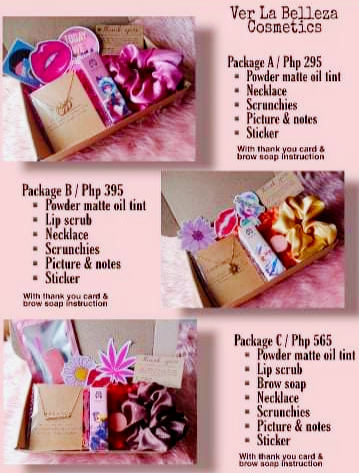 Ver La Belleza
Cosmetics
Package A / Php 295
Powder matte oil tint
Necklace
Scrunchies
Picture & notes
Sticker
With thank you card &
brow soap instruction
Package B / Php 395
Powder matte oil tint
Lip scrub
Necklace
Scrunchies
Picture & notes
Sticker
With thank you card &
brow soap instruction
Package C / Php 565
Powder matte oil tint
Lip scrub
Brow soap
Necklace
Scrunchies
Picture & notes
Sticker
With thank you card &
brow soap instruction